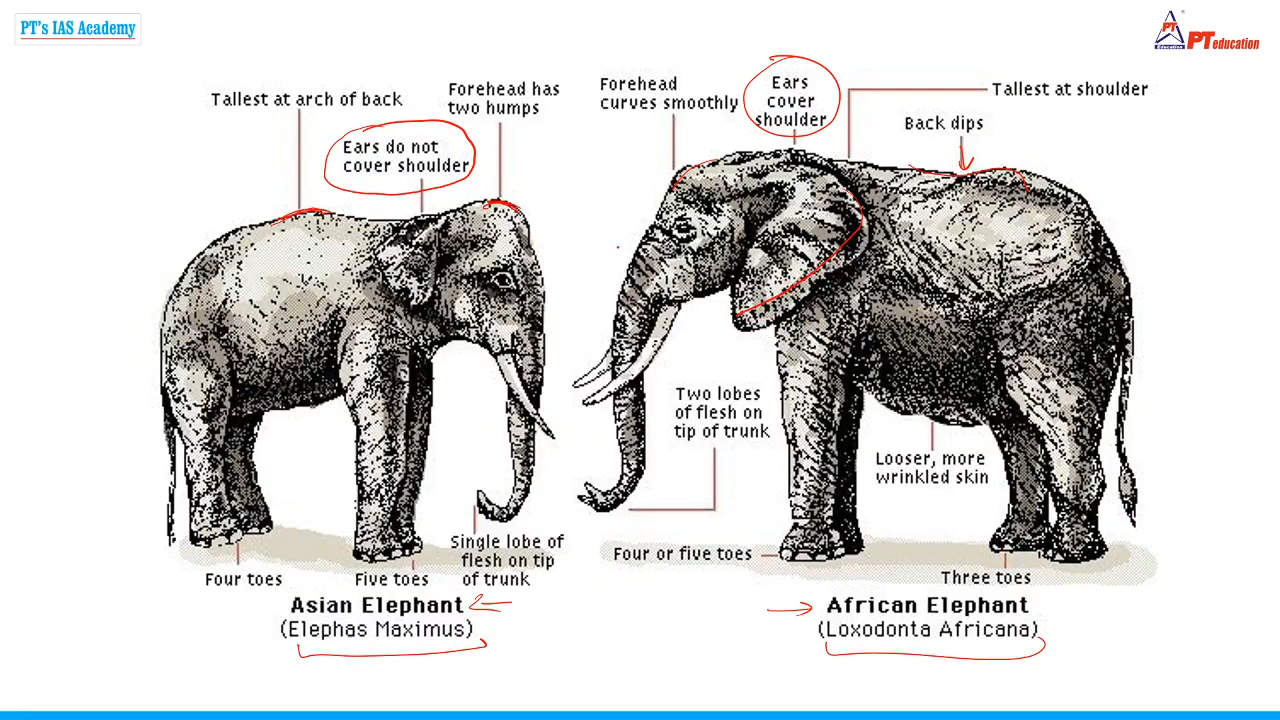 PT's IAS Academy
PT
Education
PT education
Tallest at arch of back
Forehead has
two humps
Ears do not
cover shoulder
Forehead
curves smoothly
Ears
cover
shoulder
Tallest at shoulder
Back dips
Two lobes
of flesh on
tip of trunk
Looser, more
wrinkled skin
Single lobe of
flesh on tip
of trunk
Four toes
Five toes
Four or five toes
Three toes
Asian Elephant
(Elephas Maximus)
African Elephant
(Loxodonta Africana)